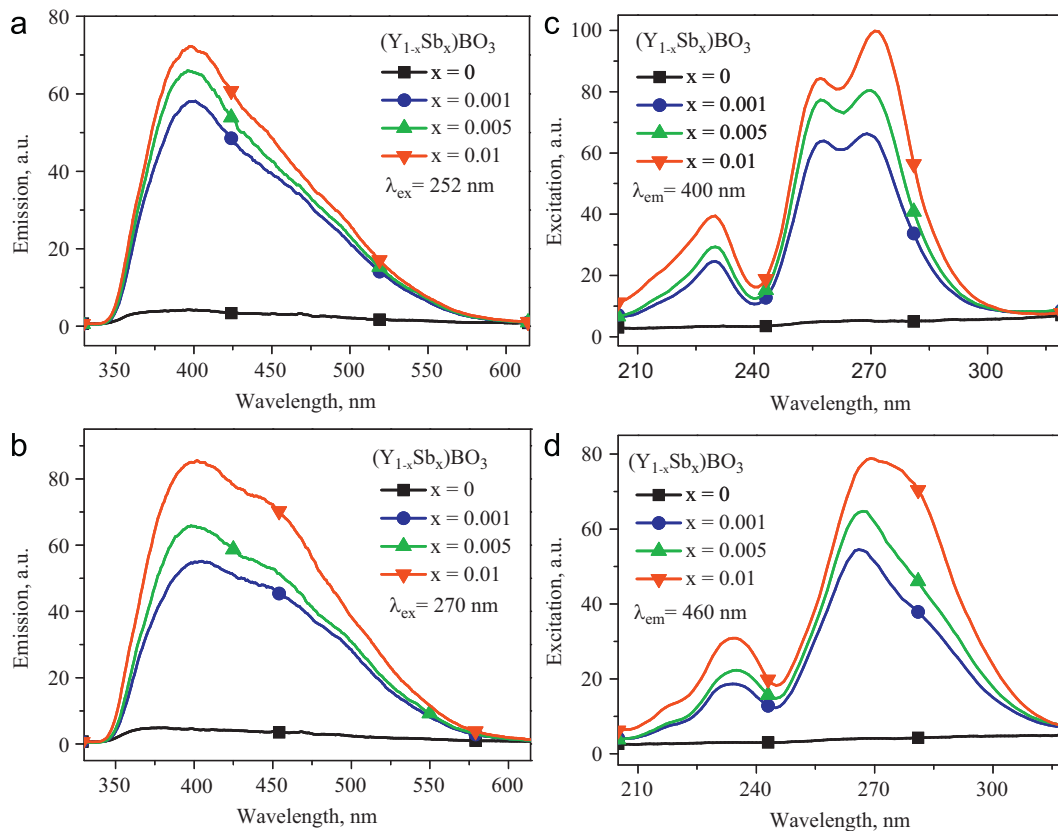 a
80
60
40
20
0
Emission, a.u.
350 400 450 500 550 600
Wavelength, nm
(Y₁₋ₓSbₓ)BO₃
x = 0
x = 0.001
x = 0.005
x = 0.01
λₑₓ= 252 nm
c
100
80
60
40
20
0
Excitation, a.u.
210 240 270 300
Wavelength, nm
(Y₁₋ₓSbₓ)BO₃
x = 0
x = 0.001
x = 0.005
x = 0.01
λₑₘ= 400 nm
b
80
60
40
20
0
Emission, a.u.
350 400 450 500 550 600
Wavelength, nm
(Y₁₋ₓSbₓ)BO₃
x = 0
x = 0.001
x = 0.005
x = 0.01
λₑₓ= 270 nm
d
80
60
40
20
0
Excitation, a.u.
210 240 270 300
Wavelength, nm
(Y₁₋ₓSbₓ)BO₃
x = 0
x = 0.001
x = 0.005
x = 0.01
λₑₘ= 460 nm